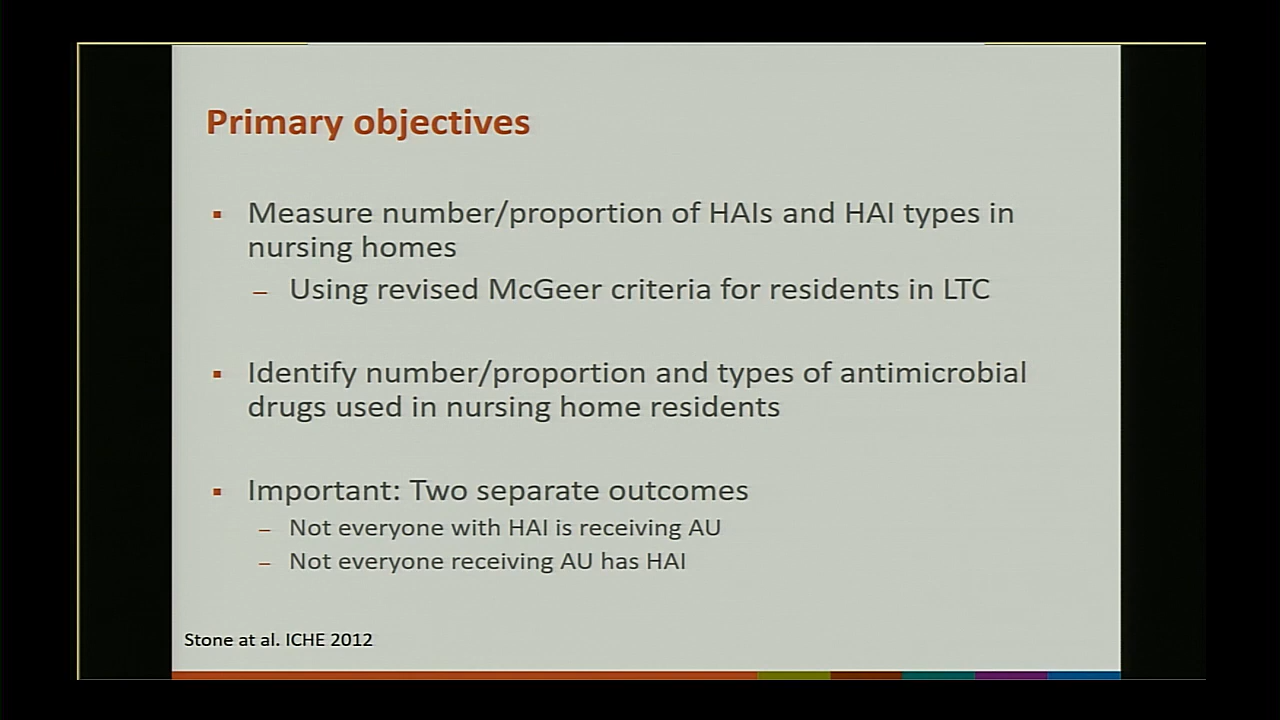 Primary objectives
▪ Measure number/proportion of HAIs and HAI types in
nursing homes
– Using revised McGeer criteria for residents in LTC
▪ Identify number/proportion and types of antimicrobial
drugs used in nursing home residents
▪ Important: Two separate outcomes
– Not everyone with HAI is receiving AU
– Not everyone receiving AU has HAI
Stone at al. ICHE 2012